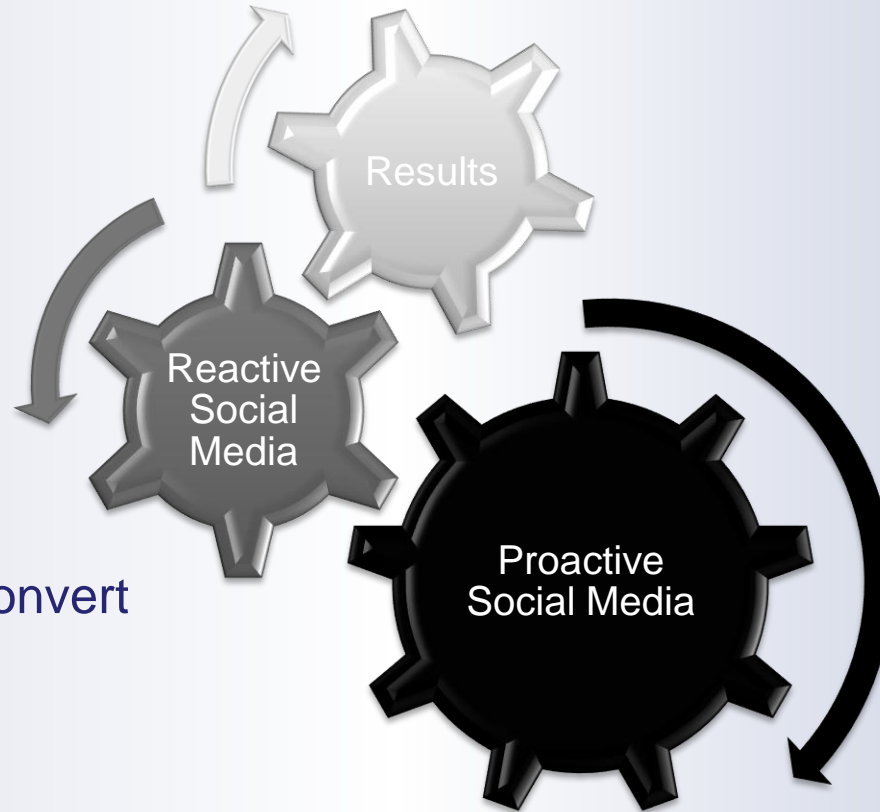 Results
Reactive
Social
Media
onvert
Proactive
Social Media